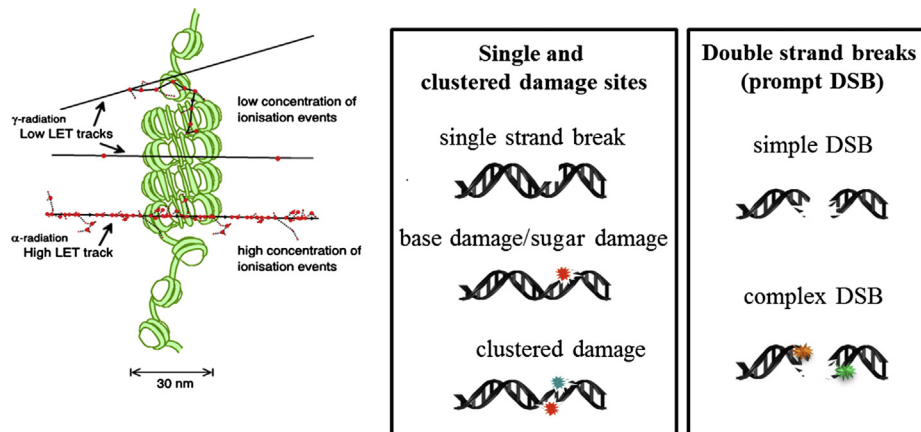 γ-radiation
Low LET tracks
low concentration of
ionisation events
α-radiation
High LET track
high concentration of
ionisation events
30 nm
Single and
clustered damage sites
single strand break
base damage/sugar damage
clustered damage
Double strand breaks
(prompt DSB)
simple DSB
complex DSB